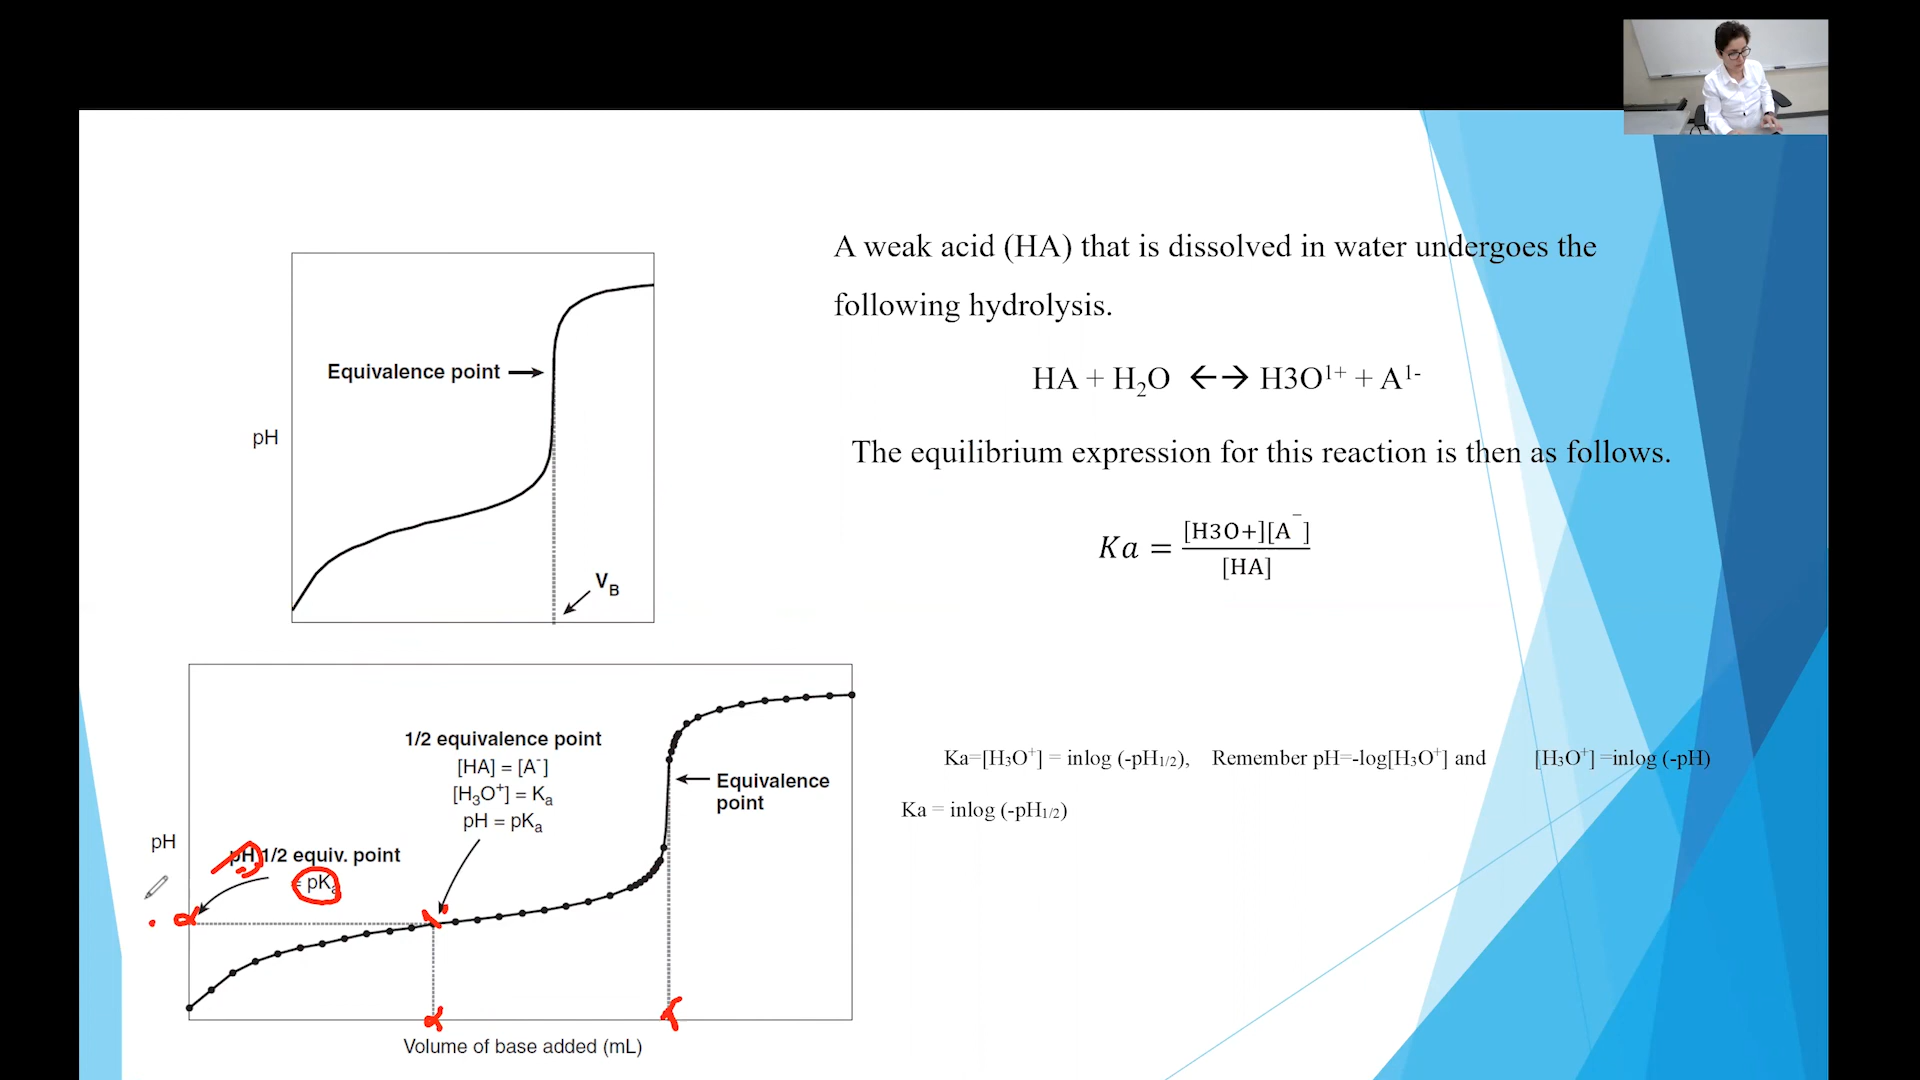 A weak acid (HA) that is dissolved in water undergoes the
following hydrolysis.
HA + H₂O ←→ H3O¹⁺ + A¹⁻
The equilibrium expression for this reaction is then as follows.
Ka = [H3O+][A⁻] / [HA]
Ka=[H₃O⁺] = inlog (-pH₁/₂), Remember pH=-log[H₃O⁺] and [H₃O⁺] =inlog (-pH)
Ka = inlog (-pH₁/₂)
Equivalence point
pH
V_B
1/2 equivalence point
[HA] = [A⁻]
[H₃O⁺] = Kₐ
pH = pKₐ
Equivalence
point
pH
pH 1/2 equiv. point
= pKₐ
Volume of base added (mL)